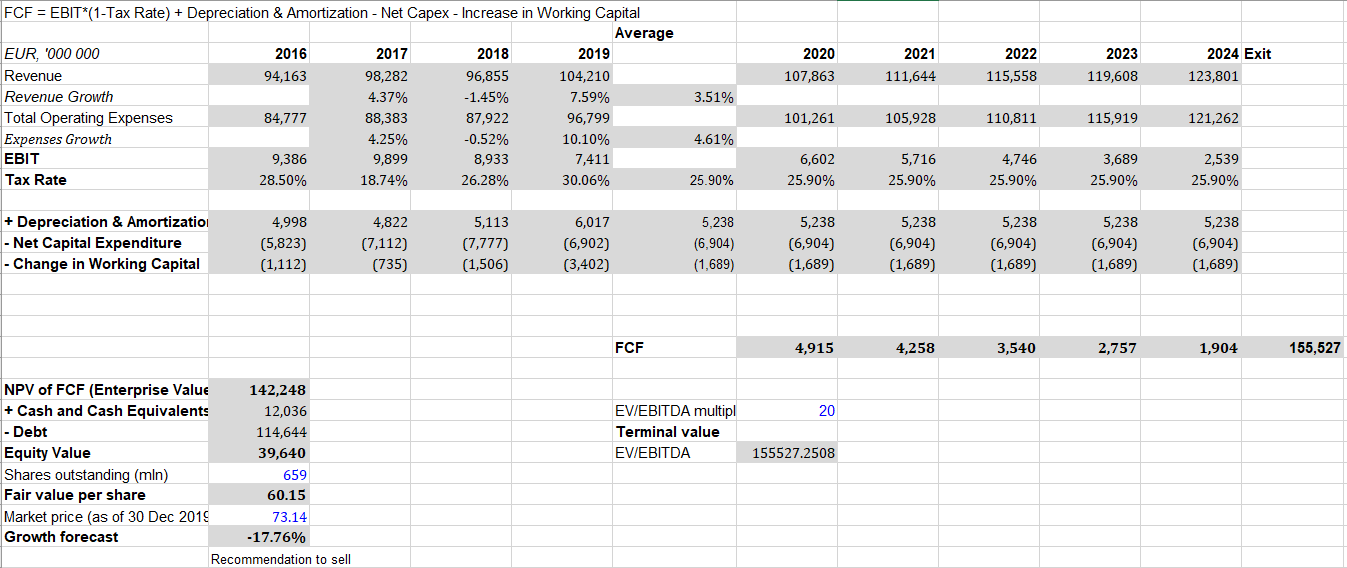 FCF = EBIT*(1-Tax Rate) + Depreciation & Amortization - Net Capex - Increase in Working Capital
Average
EUR, '000 000 2016 2017 2018 2019 2020 2021 2022 2023 2024 Exit
Revenue 94,163 98,282 96,855 104,210 107,863 111,644 115,558 119,608 123,801
Revenue Growth 4.37% -1.45% 7.59% 3.51%
Total Operating Expenses 84,777 88,383 87,922 96,799 101,261 105,928 110,811 115,919 121,262
Expenses Growth 4.25% -0.52% 10.10% 4.61%
EBIT 9,386 9,899 8,933 7,411 6,602 5,716 4,746 3,689 2,539
Tax Rate 28.50% 18.74% 26.28% 30.06% 25.90% 25.90% 25.90% 25.90% 25.90% 25.90%
+ Depreciation & Amortization 4,998 4,822 5,113 6,017 5,238 5,238 5,238 5,238 5,238 5,238
- Net Capital Expenditure (5,823) (7,112) (7,777) (6,902) (6,904) (6,904) (6,904) (6,904) (6,904) (6,904)
- Change in Working Capital (1,112) (735) (1,506) (3,402) (1,689) (1,689) (1,689) (1,689) (1,689) (1,689)
FCF 4,915 4,258 3,540 2,757 1,904 155,527
NPV of FCF (Enterprise Value 142,248
+ Cash and Cash Equivalents 12,036 EV/EBITDA multipl 20
- Debt 114,644 Terminal value
Equity Value 39,640 EV/EBITDA 155527.2508
Shares outstanding (mln) 659
Fair value per share 60.15
Market price (as of 30 Dec 2019 73.14
Growth forecast -17.76%
Recommendation to sell